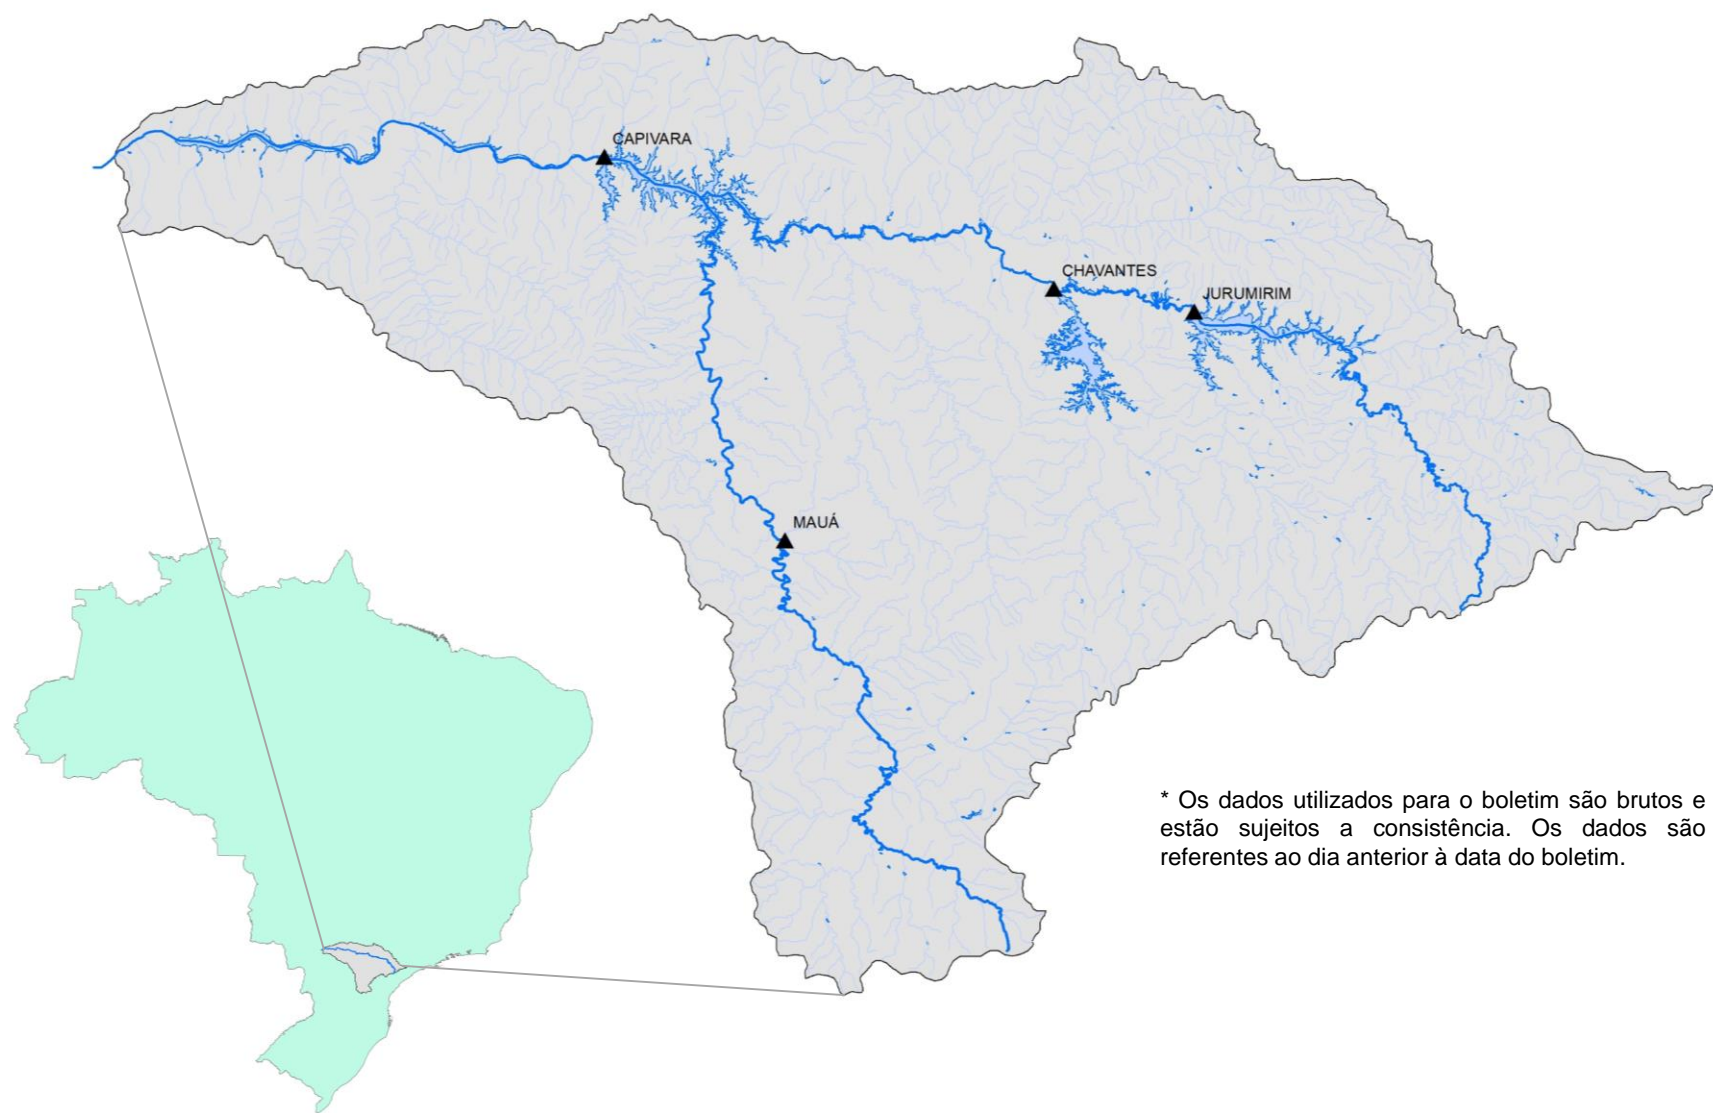 CAPIVARA
CHAVANTES
JURUMIRIM
MAUÁ
* Os dados utilizados para o boletim são brutos e
estão sujeitos a consistência. Os dados são
referentes ao dia anterior à data do boletim.